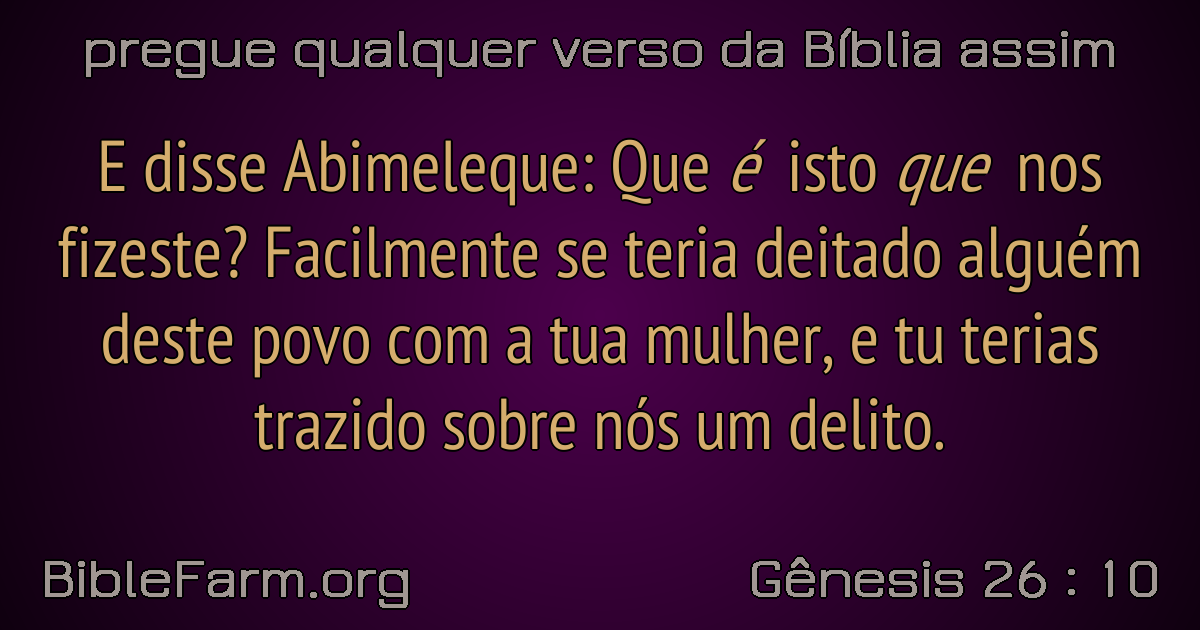 pregue qualquer verso da Bíblia assim
E disse Abimeleque: Que é isto que nos
fizeste? Facilmente se teria deitado alguém
deste povo com a tua mulher, e tu terias
trazido sobre nós um delito.
BibleFarm.org
Gênesis 26 : 10